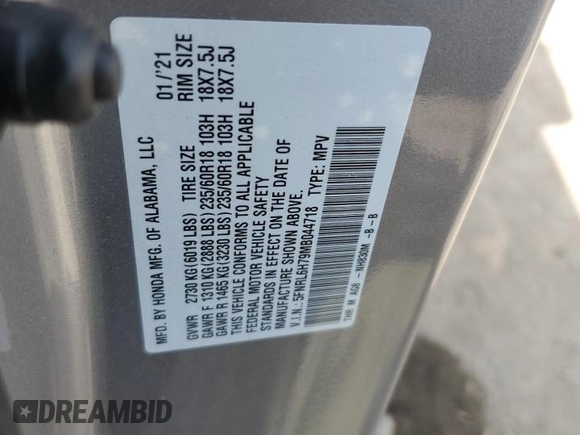 MFD. BY HONDA MFG. OF ALABAMA, LLC 01/'21
GVWR 2730 KG(6019 LBS) TIRE SIZE RIM SIZE
GAWR F 1310 KG(2888 LBS) 235/60R18 103H 18X7.5J
GAWR R 1465 KG(3230 LBS) 235/60R18 103H 18X7.5J
THIS VEHICLE CONFORMS TO ALL APPLICABLE
FEDERAL MOTOR VEHICLE SAFETY
STANDARDS IN EFFECT ON THE DATE OF
MANUFACTURE SHOWN ABOVE.
V.I.N.: 5FNRL6H79MB044718 TYPE: MPV
THR M AG8 -NH830M -B -B
DREAMBID